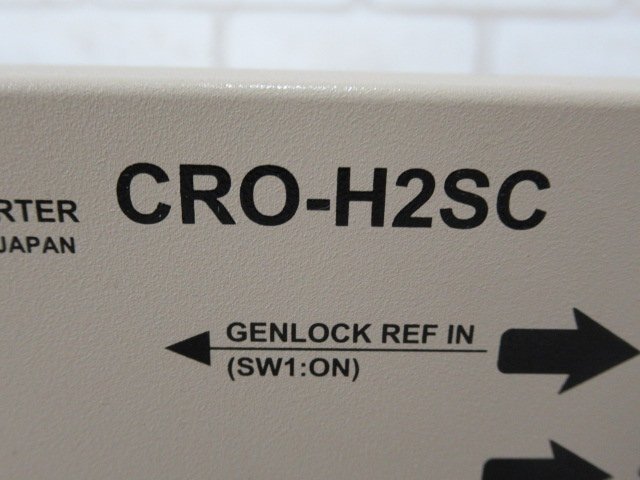 CRO-H2SC
RTER
JAPAN
GENLOCK REF IN
(SW1:ON)